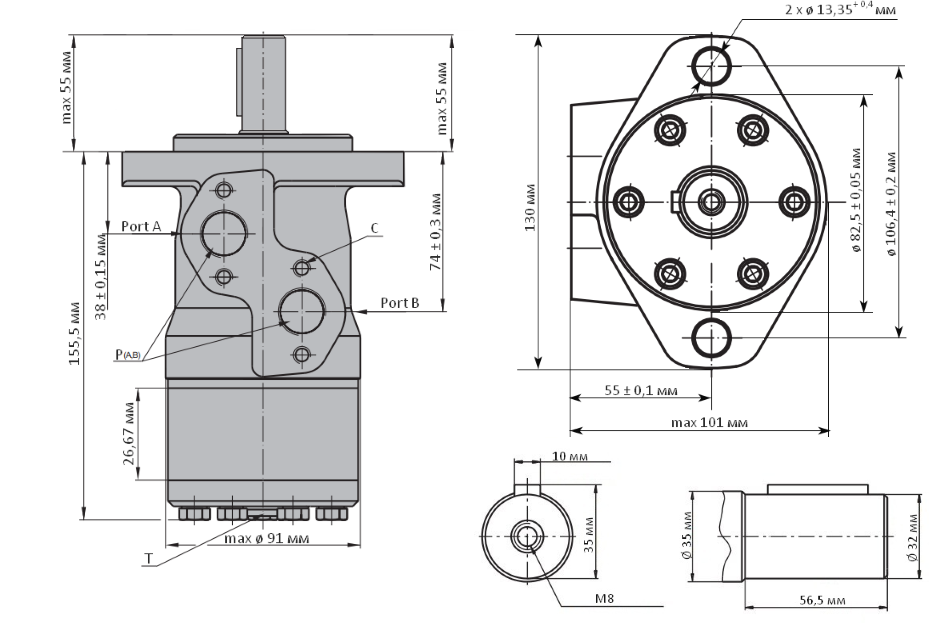 2 x ø 13,35⁺ ⁰,⁴ мм
max 55 мм
max 55 мм
Port A
C
38 ± 0,15 мм
74 ± 0,3 мм
Port B
155,5 мм
P(A,B)
26,67 мм
max ø 91 мм
T
130 мм
ø 82,5 ± 0,05 мм
ø 106,4 ± 0,2 мм
55 ± 0,1 мм
max 101 мм
10 мм
35 мм
M8
Ø 35 мм
Ø 32 мм
56,5 мм